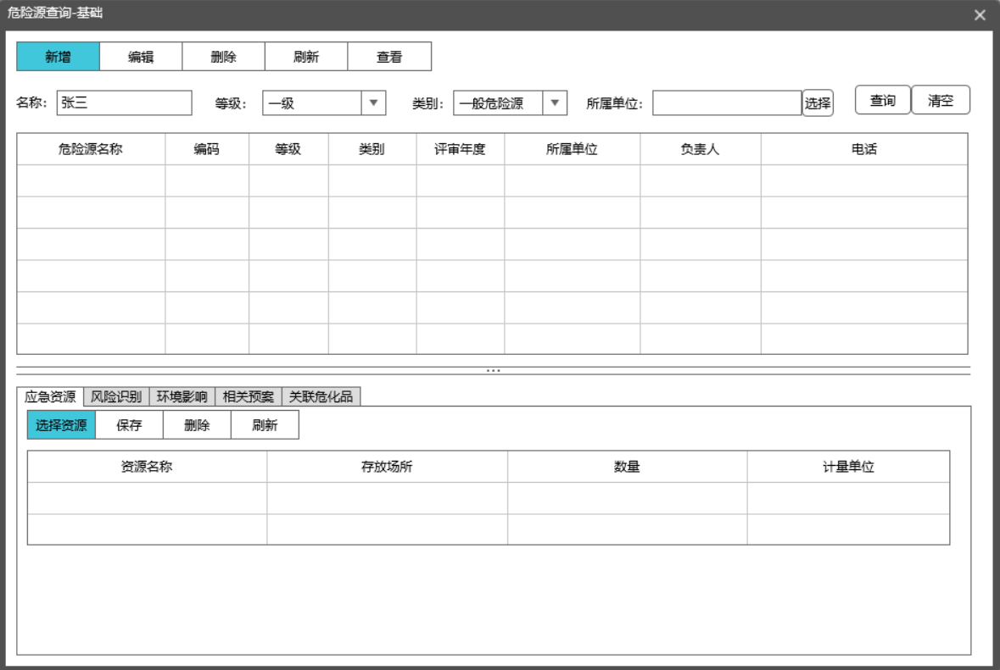 危险源查询-基础
新增 编辑 删除 刷新 查看
名称： 张三 等级： 一级 类别： 一般危险源 所属单位： 选择 查询 清空
危险源名称 编码 等级 类别 评审年度 所属单位 负责人 电话
应急资源 风险识别 环境影响 相关预案 关联危化品
选择资源 保存 删除 刷新
资源名称 存放场所 数量 计量单位